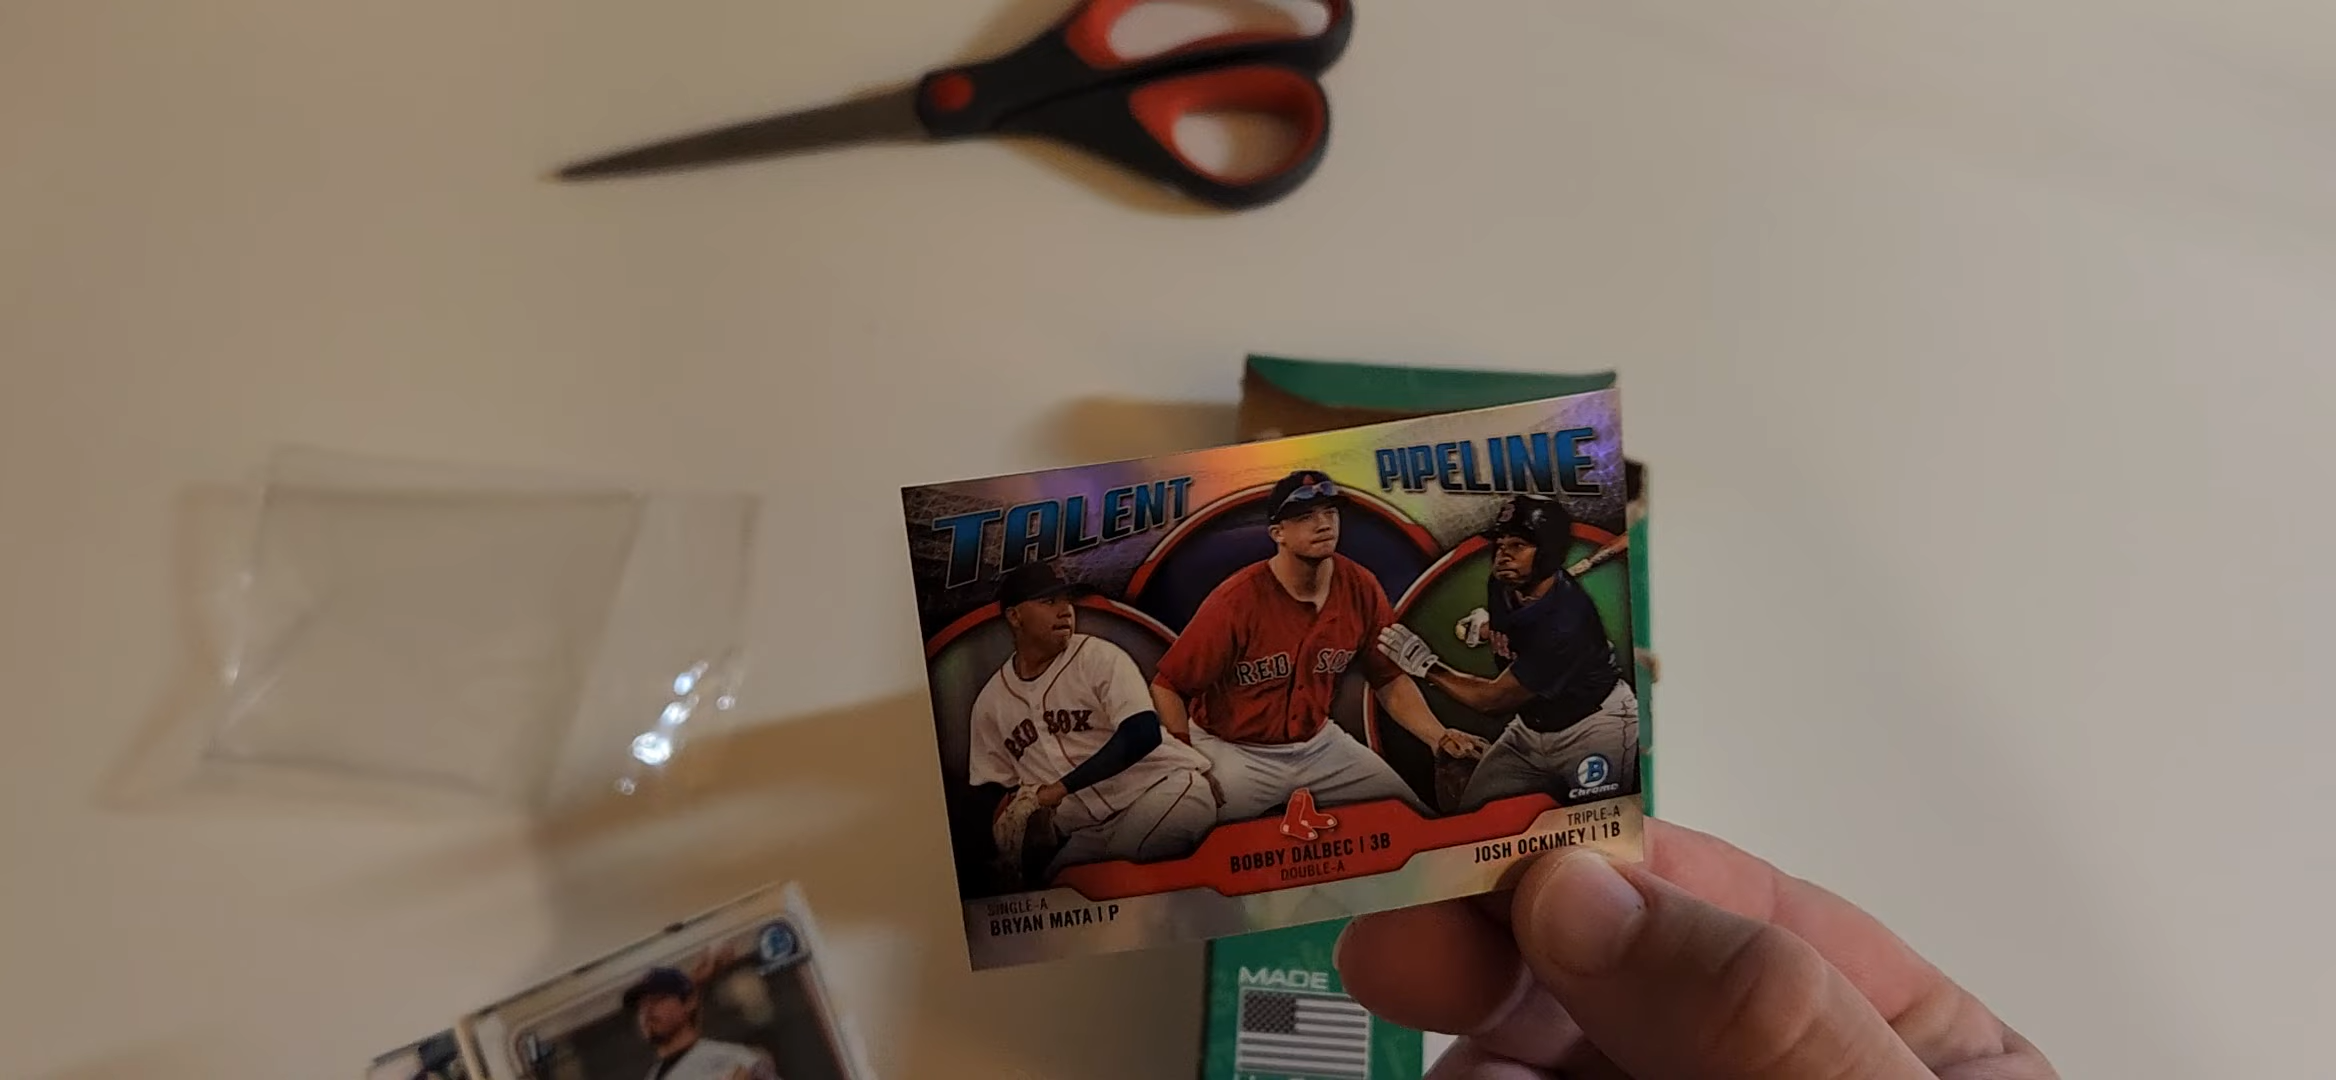 TALENT PIPELINE
RED SOX
RED SOX
B
B
Chrome
TRIPLE-A
JOSH OCKIMEY | 1B
BOBBY DALBEC | 3B
DOUBLE-A
SINGLE-A
BRYAN MATA | P
MADE